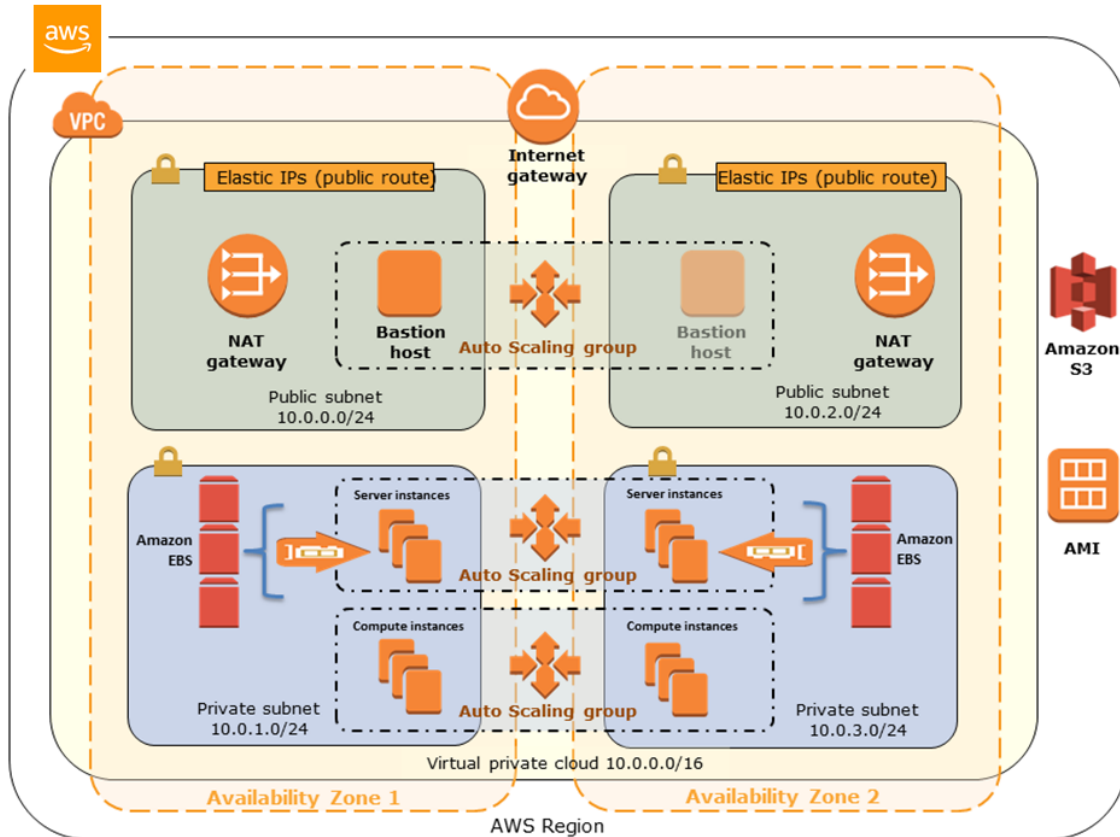 aws
VPC
Internet
gateway
Elastic IPs (public route)
Elastic IPs (public route)
NAT
gateway
Bastion
host
Auto Scaling group
Bastion
host
NAT
gateway
Public subnet
10.0.0.0/24
Public subnet
10.0.2.0/24
Amazon
S3
Server instances
Server instances
Amazon
EBS
Amazon
EBS
Auto Scaling group
AMI
Compute instances
Compute instances
Auto Scaling group
Private subnet
10.0.1.0/24
Private subnet
10.0.3.0/24
Virtual private cloud 10.0.0.0/16
Availability Zone 1
Availability Zone 2
AWS Region